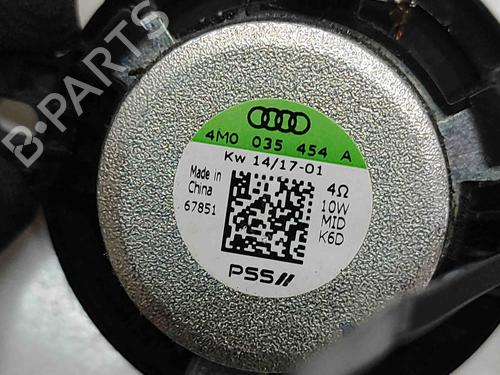 4M0 035 454 A
Kw 14/17-01
Made in
China
67851
4Ω
10W
MID
K6D
PSS//
B-PARTS